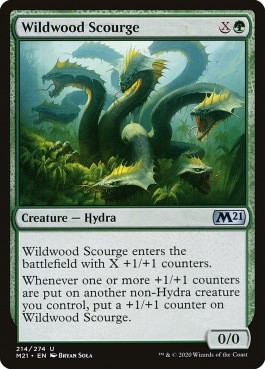 Wildwood Scourge X
Creature — Hydra M21
Wildwood Scourge enters the
battlefield with X +1/+1 counters.
Whenever one or more +1/+1 counters
are put on another non-Hydra creature
you control, put a +1/+1 counter on
Wildwood Scourge.
0/0
214/274 U
M21 • EN Bryan Sola ™ & © 2020 Wizards of the Coast